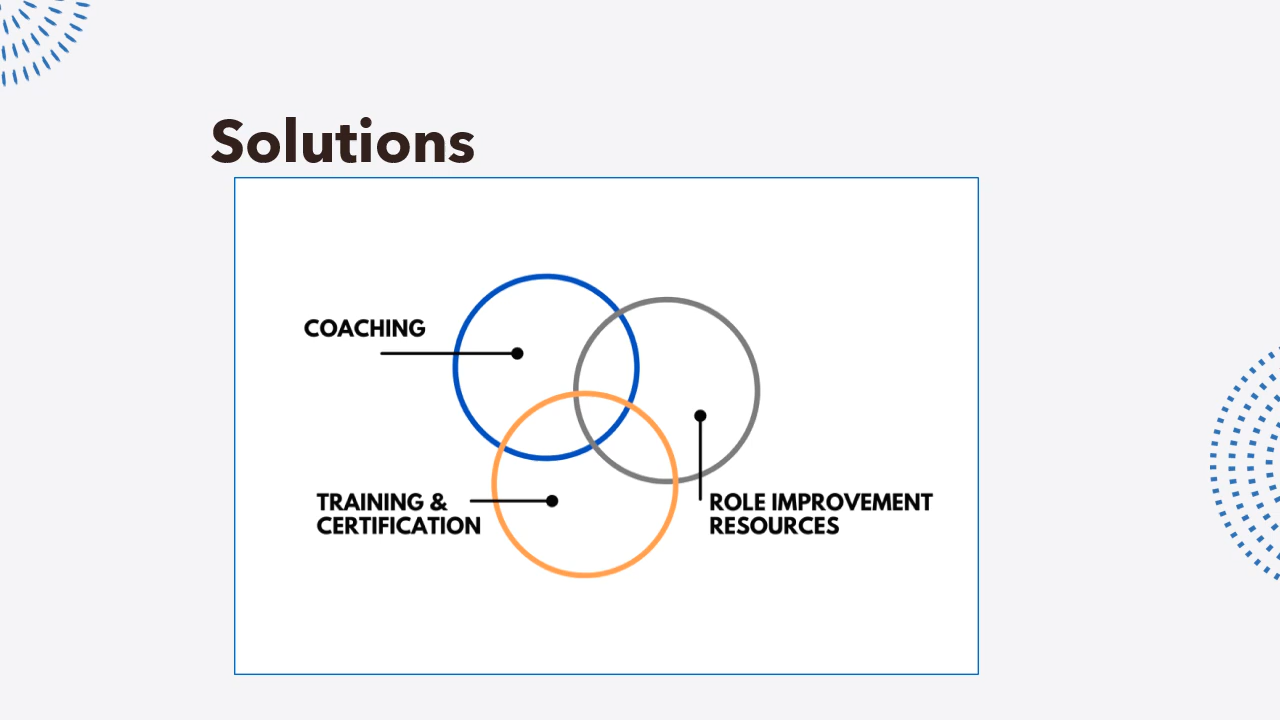 Solutions
COACHING
TRAINING &
CERTIFICATION
ROLE IMPROVEMENT
RESOURCES